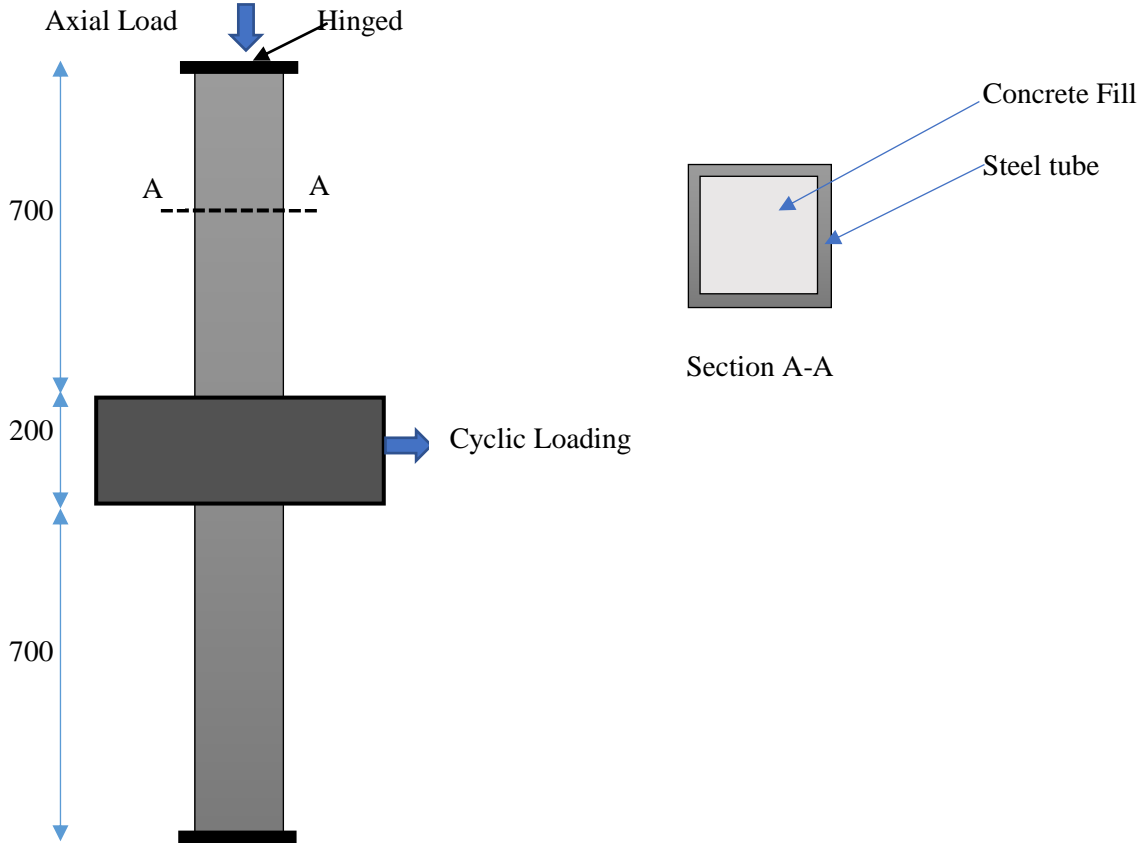 Axial Load
Hinged
Concrete Fill
Steel tube
A
A
700
Section A-A
200
Cyclic Loading
700